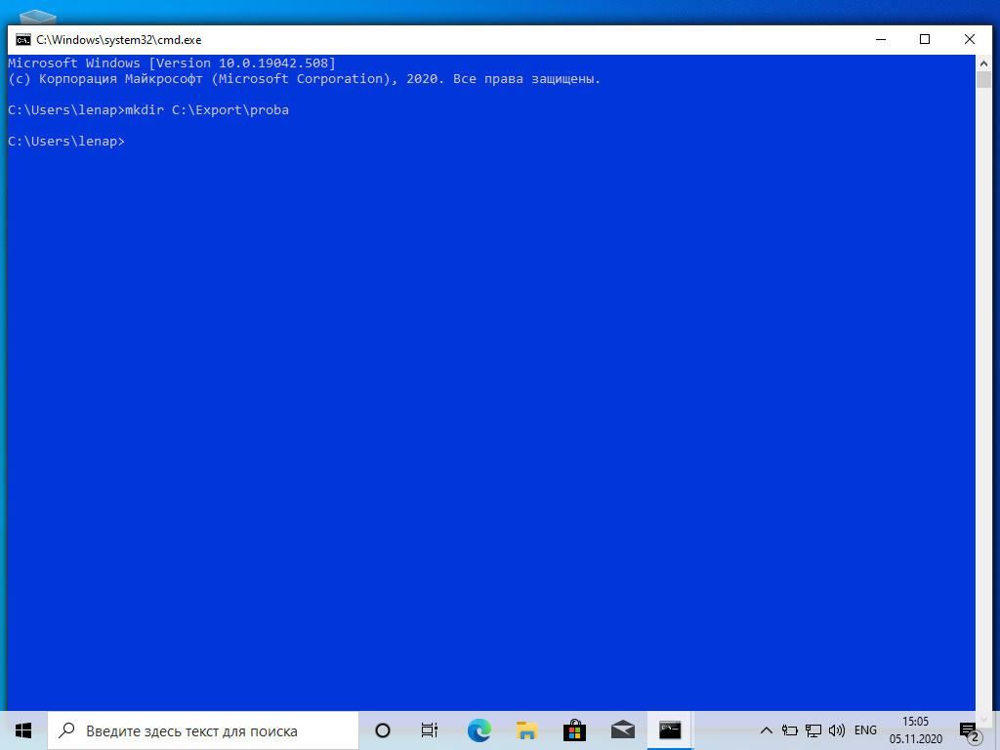 C:\Windows\system32\cmd.exe
Microsoft Windows [Version 10.0.19042.508]
(c) Корпорация Майкрософт (Microsoft Corporation), 2020. Все права защищены.
C:\Users\lenap>mkdir C:\Export\proba
C:\Users\lenap>
Введите здесь текст для поиска
ENG
15:05
05.11.2020
2